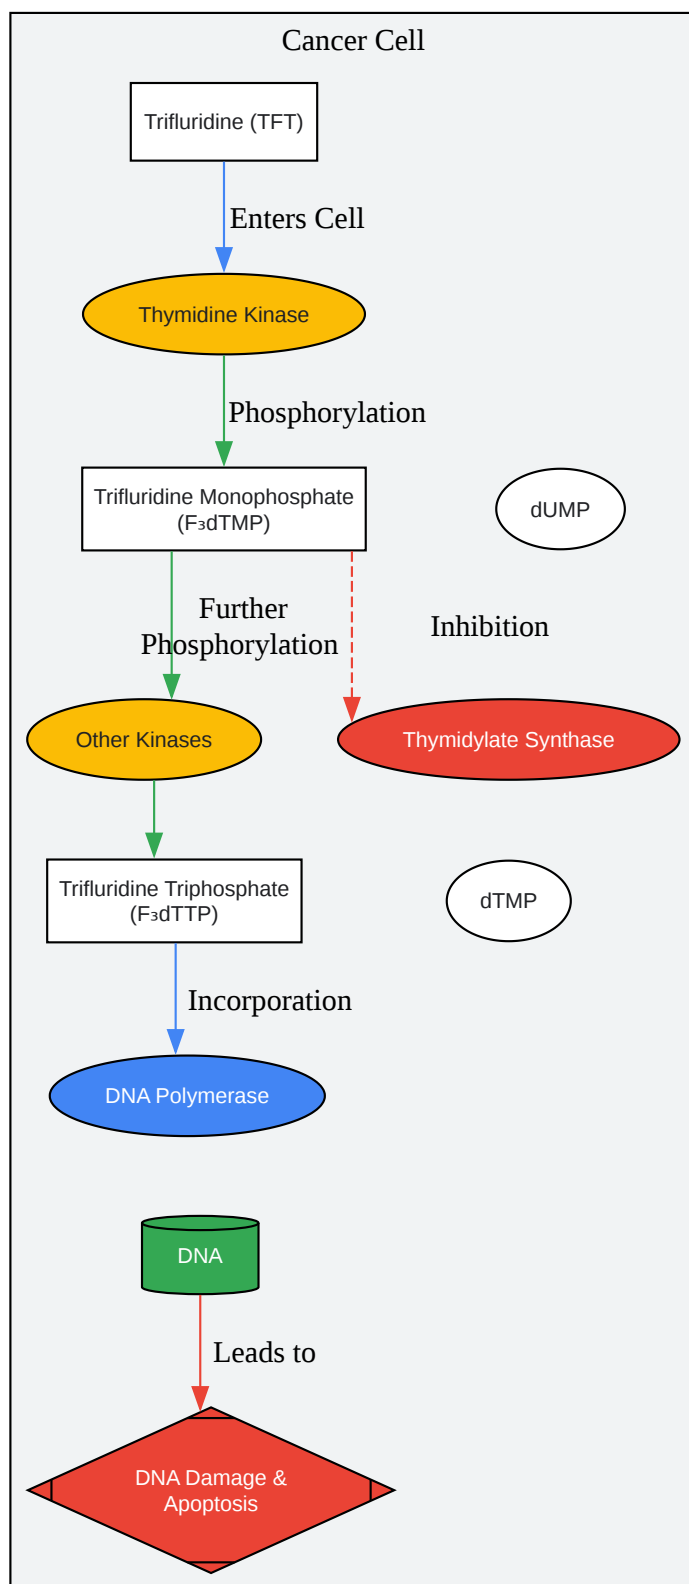 Cancer Cell
Trifluridine (TFT)
Enters Cell
Thymidine Kinase
Phosphorylation
Trifluridine Monophosphate
(F₃dTMP)
dUMP
Further
Phosphorylation
Inhibition
Other Kinases
Thymidylate Synthase
Trifluridine Triphosphate
(F₃dTTP)
dTMP
Incorporation
DNA Polymerase
DNA
Leads to
DNA Damage &
Apoptosis